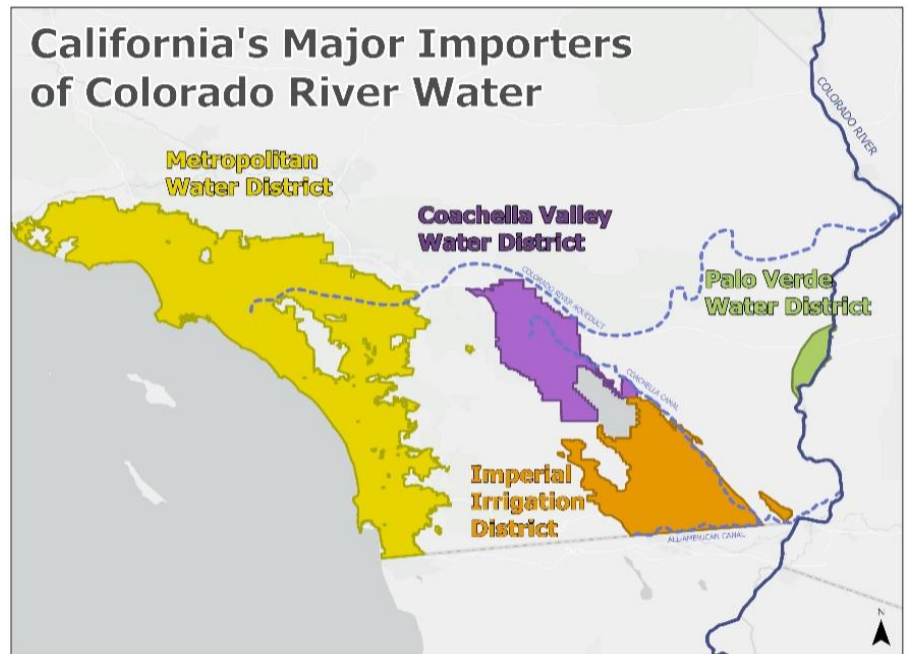 California's Major Importers
of Colorado River Water
COLORADO RIVER
Metropolitan
Water District
Coachella Valley
Water District
COLORADO RIVER AQUEDUCT
Palo Verde
Water District
COACHELLA CANAL
Imperial
Irrigation
District
ALL-AMERICAN CANAL
N